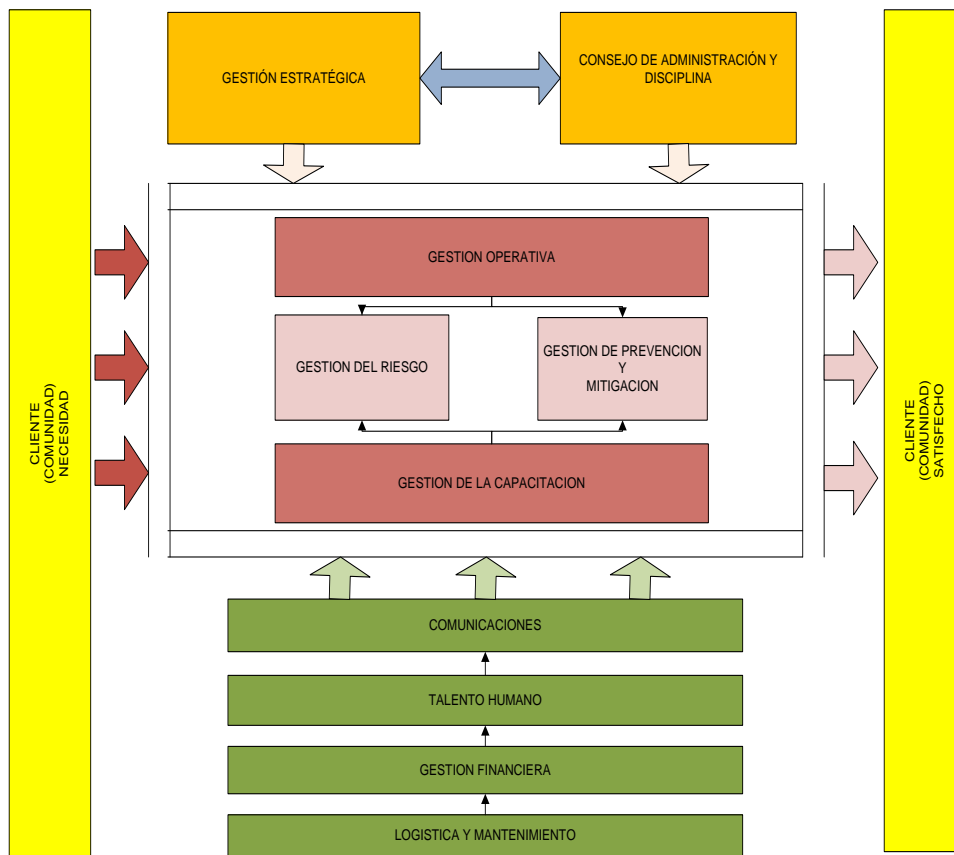 GESTIÓN ESTRATÉGICA
CONSEJO DE ADMINISTRACIÓN Y
DISCIPLINA
CLIENTE
(COMUNIDAD)
NECESIDAD
GESTION OPERATIVA
GESTION DEL RIESGO
GESTION DE PREVENCION
Y
MITIGACION
GESTION DE LA CAPACITACION
CLIENTE
(COMUNIDAD)
SATISFECHO
COMUNICACIONES
TALENTO HUMANO
GESTION FINANCIERA
LOGISTICA Y MANTENIMIENTO